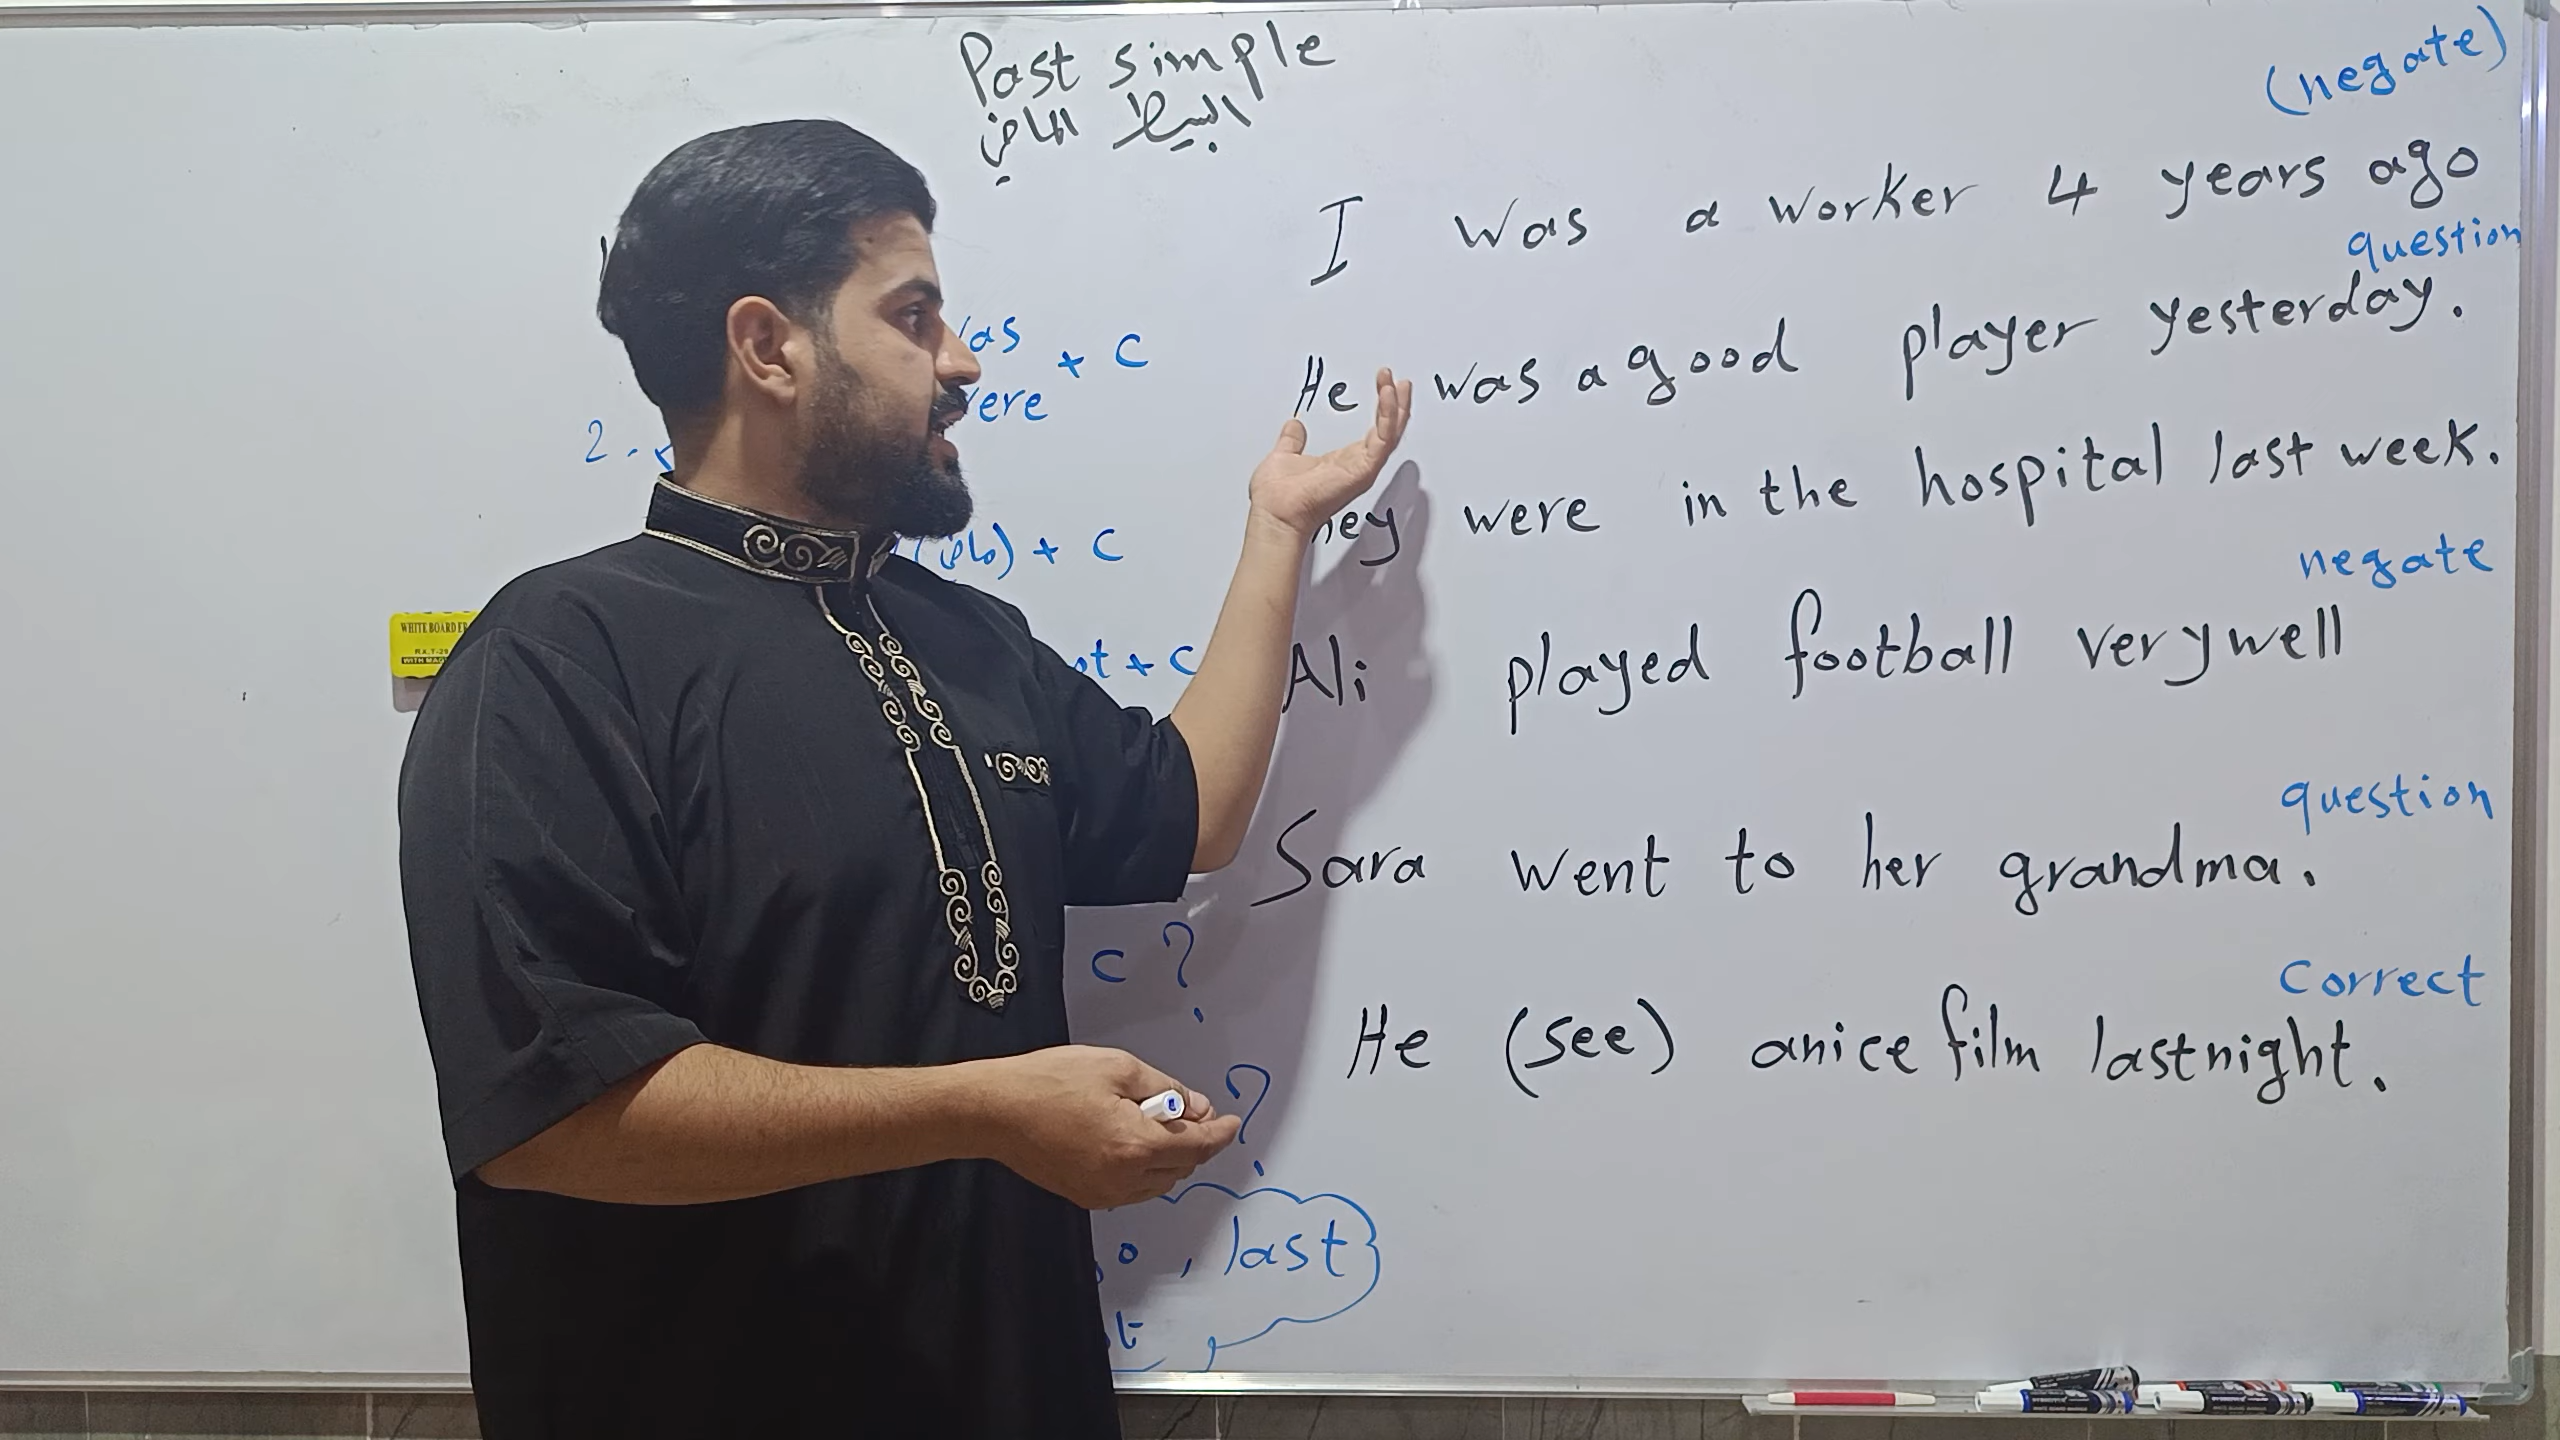 Past simple
الماضي البسيط
(negate)
I was a worker 4 years ago
question
He was a good player yesterday.
were in the hospital last week.
negate
Ali played football very well
question
Sara went to her grandma.
correct
He (see) a nice film last night.
+ C
2.
(ماضي) + C
+ C
C ?
?
, last
WHITE BOARD